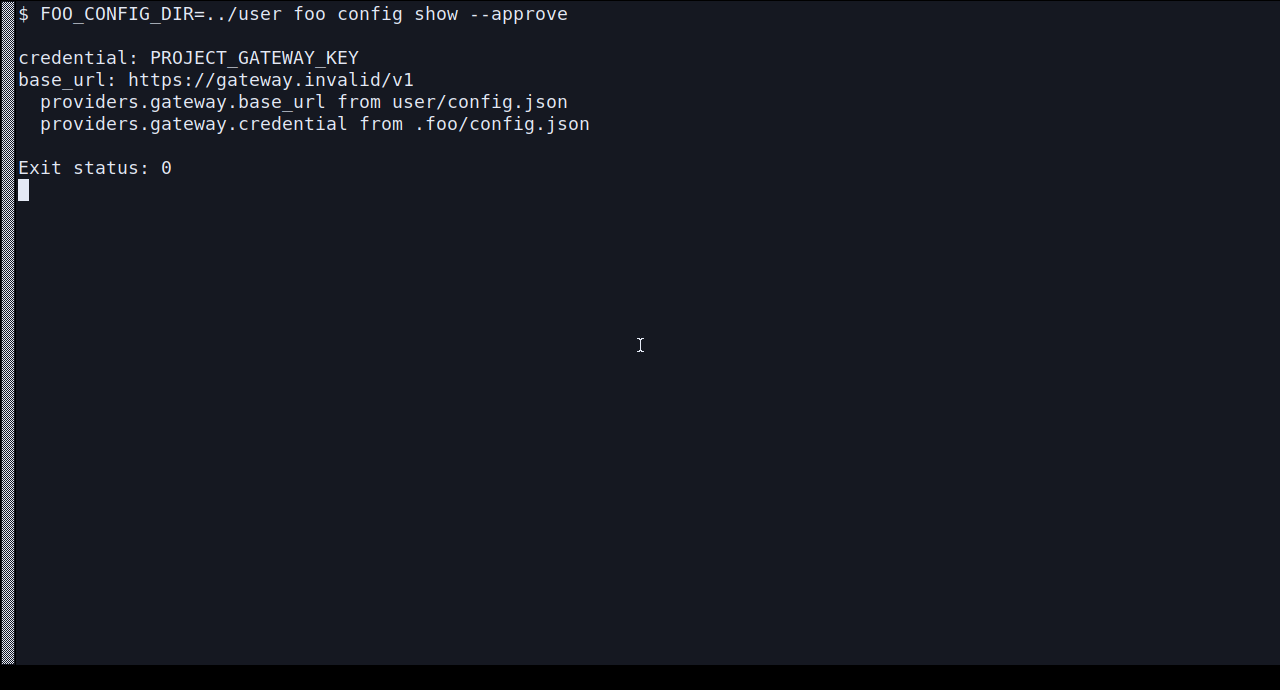 $ FOO_CONFIG_DIR=../user foo config show --approve
credential: PROJECT_GATEWAY_KEY
base_url: https://gateway.invalid/v1
providers.gateway.base_url from user/config.json
providers.gateway.credential from .foo/config.json
Exit status: 0